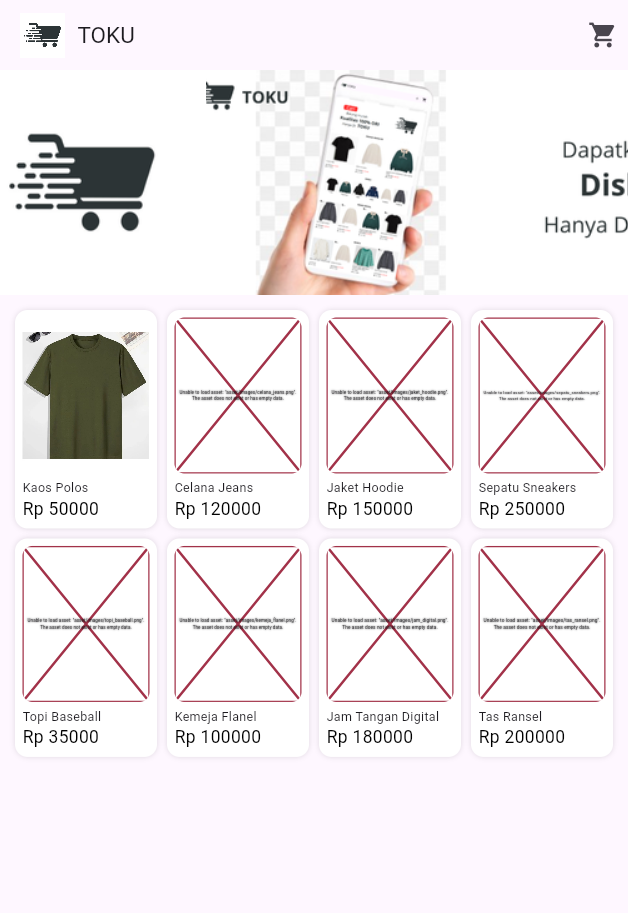 TOKU
TOKU
Dapatk
Disk
Hanya D
Unable to load asset: "assets/images/celana_jeans.png".
The asset does not exist or has empty data.
Unable to load asset: "assets/images/jaket_hoodie.png".
The asset does not exist or has empty data.
Unable to load asset: "assets/images/sepatu_sneakers.png".
The asset does not exist or has empty data.
Kaos Polos
Rp 50000
Celana Jeans
Rp 120000
Jaket Hoodie
Rp 150000
Sepatu Sneakers
Rp 250000
Unable to load asset: "assets/images/topi_baseball.png".
The asset does not exist or has empty data.
Unable to load asset: "assets/images/kemeja_flanel.png".
The asset does not exist or has empty data.
Unable to load asset: "assets/images/jam_digital.png".
The asset does not exist or has empty data.
Unable to load asset: "assets/images/tas_ransel.png".
The asset does not exist or has empty data.
Topi Baseball
Rp 35000
Kemeja Flanel
Rp 100000
Jam Tangan Digital
Rp 180000
Tas Ransel
Rp 200000